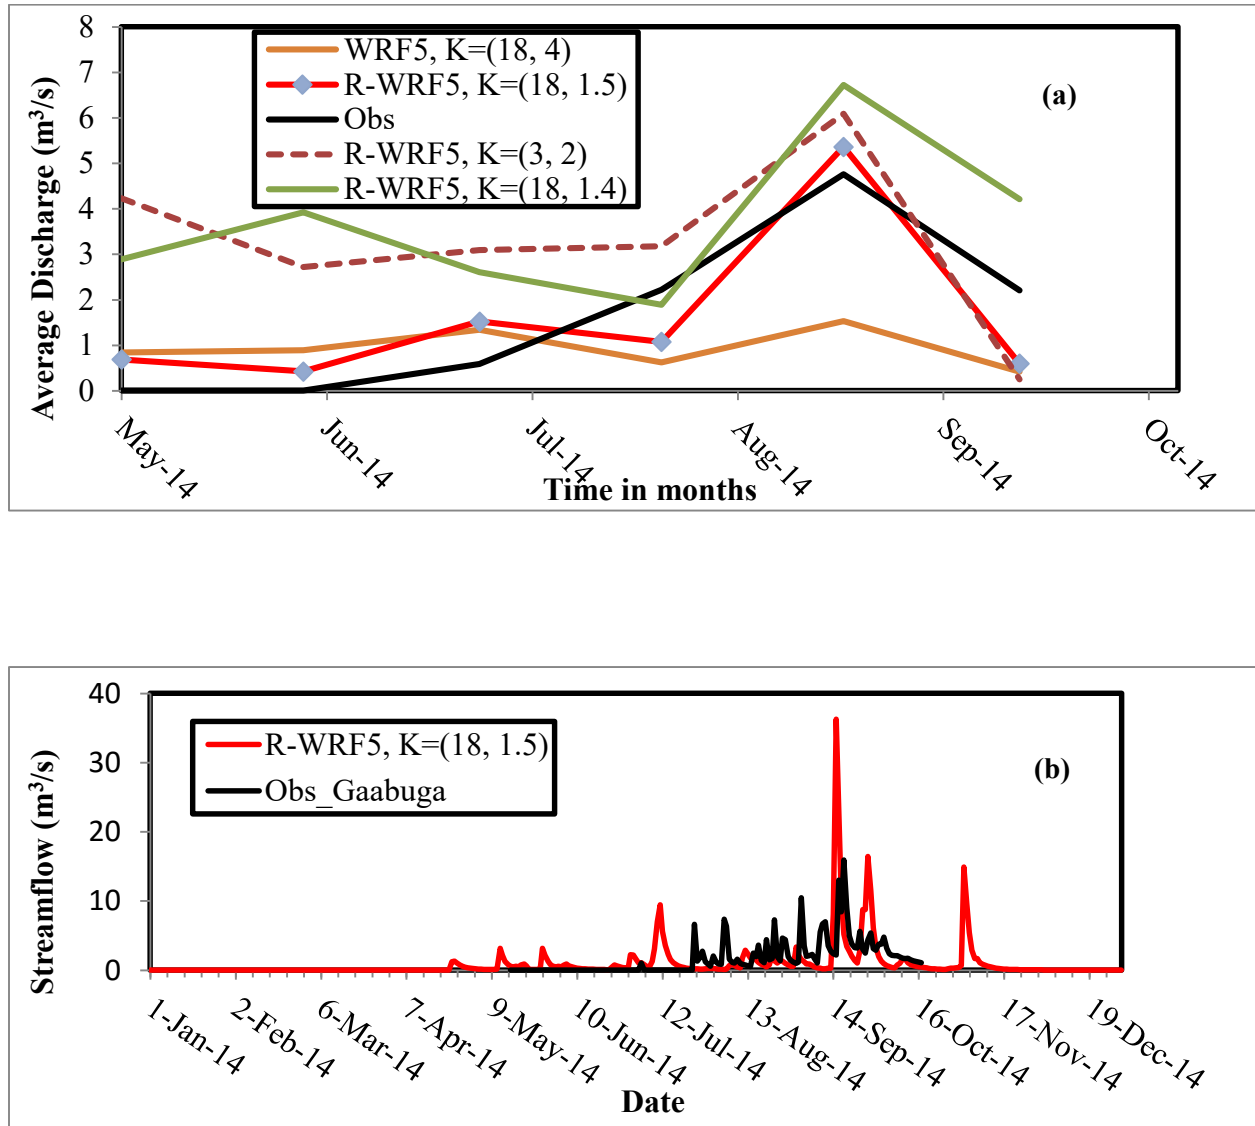 8
7
6
5
4
3
2
1
0
Average Discharge (m³/s)
WRF5, K=(18, 4)
R-WRF5, K=(18, 1.5)
Obs
R-WRF5, K=(3, 2)
R-WRF5, K=(18, 1.4)
(a)
May-14
Jun-14
Jul-14
Aug-14
Sep-14
Oct-14
Time in months
40
30
20
10
0
Streamflow (m³/s)
R-WRF5, K=(18, 1.5)
Obs_Gaabuga
(b)
1-Jan-14
2-Feb-14
6-Mar-14
7-Apr-14
9-May-14
10-Jun-14
12-Jul-14
13-Aug-14
14-Sep-14
16-Oct-14
17-Nov-14
19-Dec-14
Date